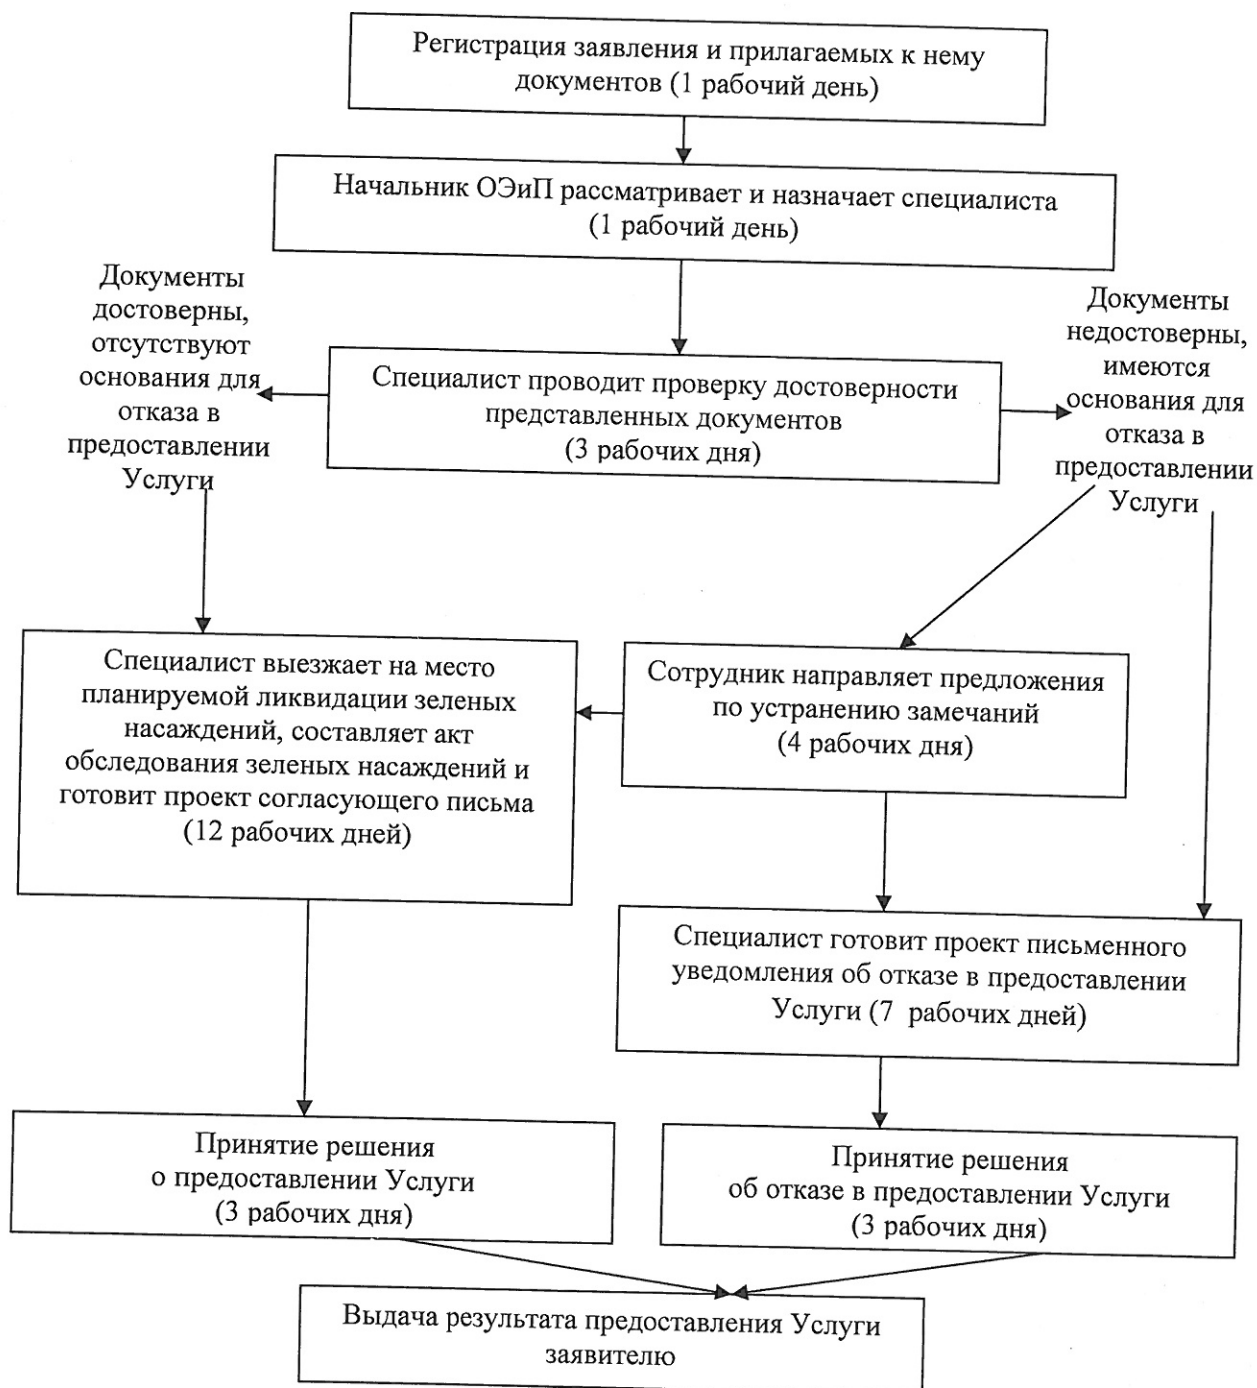 Регистрация заявления и прилагаемых к нему
документов (1 рабочий день)
Начальник ОЭиП рассматривает и назначает специалиста
(1 рабочий день)
Документы
достоверны,
отсутствуют
основания для
отказа в
предоставлении
Услуги
Специалист проводит проверку достоверности
представленных документов
(3 рабочих дня)
Документы
недостоверны,
имеются
основания для
отказа в
предоставлении
Услуги
Специалист выезжает на место
планируемой ликвидации зеленых
насаждений, составляет акт
обследования зеленых насаждений и
готовит проект согласующего письма
(12 рабочих дней)
Сотрудник направляет предложения
по устранению замечаний
(4 рабочих дня)
Специалист готовит проект письменного
уведомления об отказе в предоставлении
Услуги (7 рабочих дней)
Принятие решения
о предоставлении Услуги
(3 рабочих дня)
Принятие решения
об отказе в предоставлении Услуги
(3 рабочих дня)
Выдача результата предоставления Услуги
заявителю